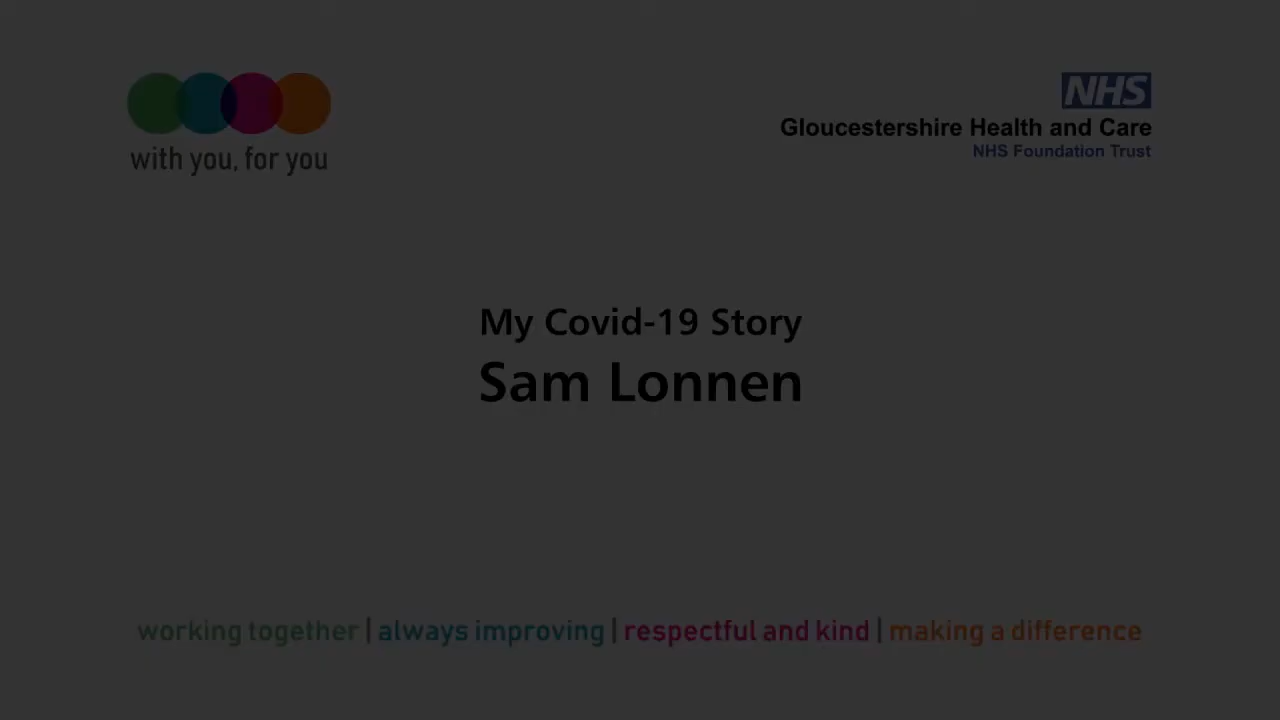 with you, for you
NHS
Gloucestershire Health and Care
NHS Foundation Trust
My Covid-19 Story
Sam Lonnen
working together | always improving | respectful and kind | making a difference